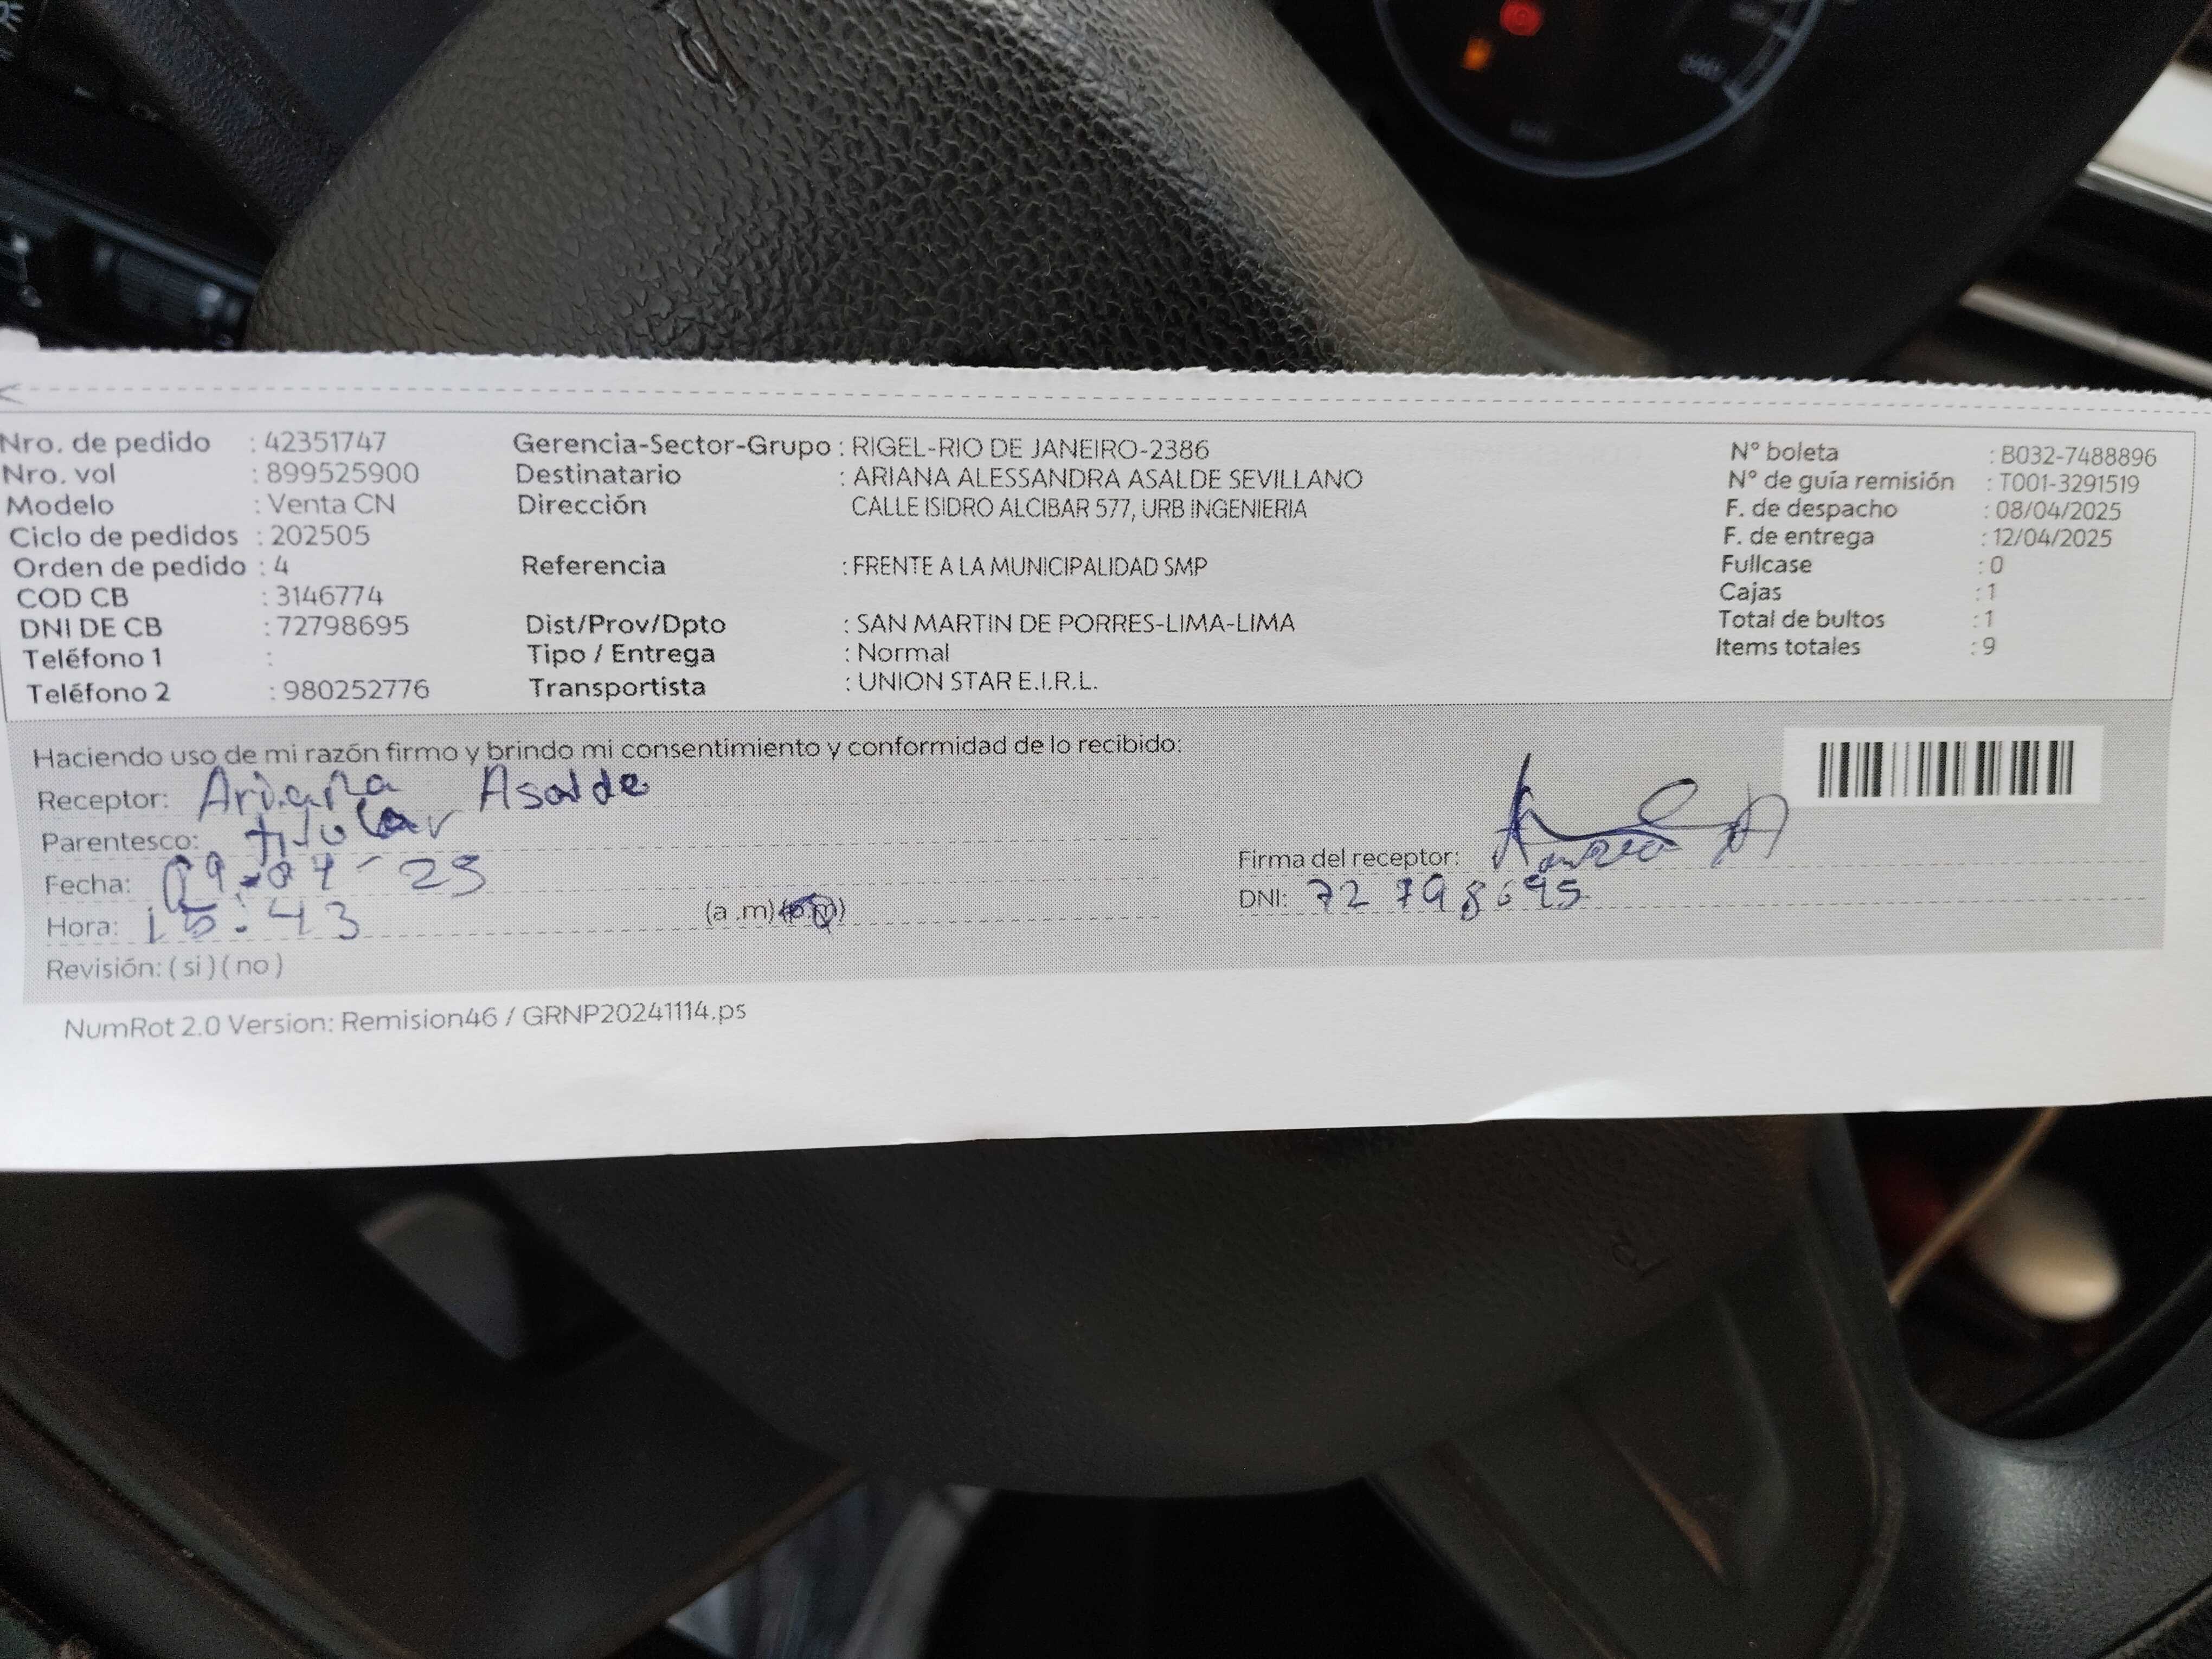 Nro. de pedido : 42351747
Nro. vol : 899525900
Modelo : Venta CN
Ciclo de pedidos : 202505
Orden de pedido : 4
COD CB : 3146774
DNI DE CB : 72798695
Teléfono 1 :
Teléfono 2 : 980252776
Gerencia-Sector-Grupo : RIGEL-RIO DE JANEIRO-2386
Destinatario : ARIANA ALESSANDRA ASALDE SEVILLANO
Dirección CALLE ISIDRO ALCIBAR 577, URB INGENIERIA
Referencia : FRENTE A LA MUNICIPALIDAD SMP
Dist/Prov/Dpto : SAN MARTIN DE PORRES-LIMA-LIMA
Tipo / Entrega : Normal
Transportista : UNION STAR E.I.R.L.
N° boleta : B032-7488896
N° de guía remisión : T001-3291519
F. de despacho : 08/04/2025
F. de entrega : 12/04/2025
Fullcase : 0
Cajas : 1
Total de bultos : 1
Items totales : 9
Haciendo uso de mi razón firmo y brindo mi consentimiento y conformidad de lo recibido:
Receptor: Ariana Asalde
Parentesco: titular
Fecha: 09-04-25
Hora: 15:43 (a .m) (p.m)
Revisión: ( si ) ( no )
Firma del receptor:
DNI: 72798695
NumRot 2.0 Version: Remision46 / GRNP20241114.ps